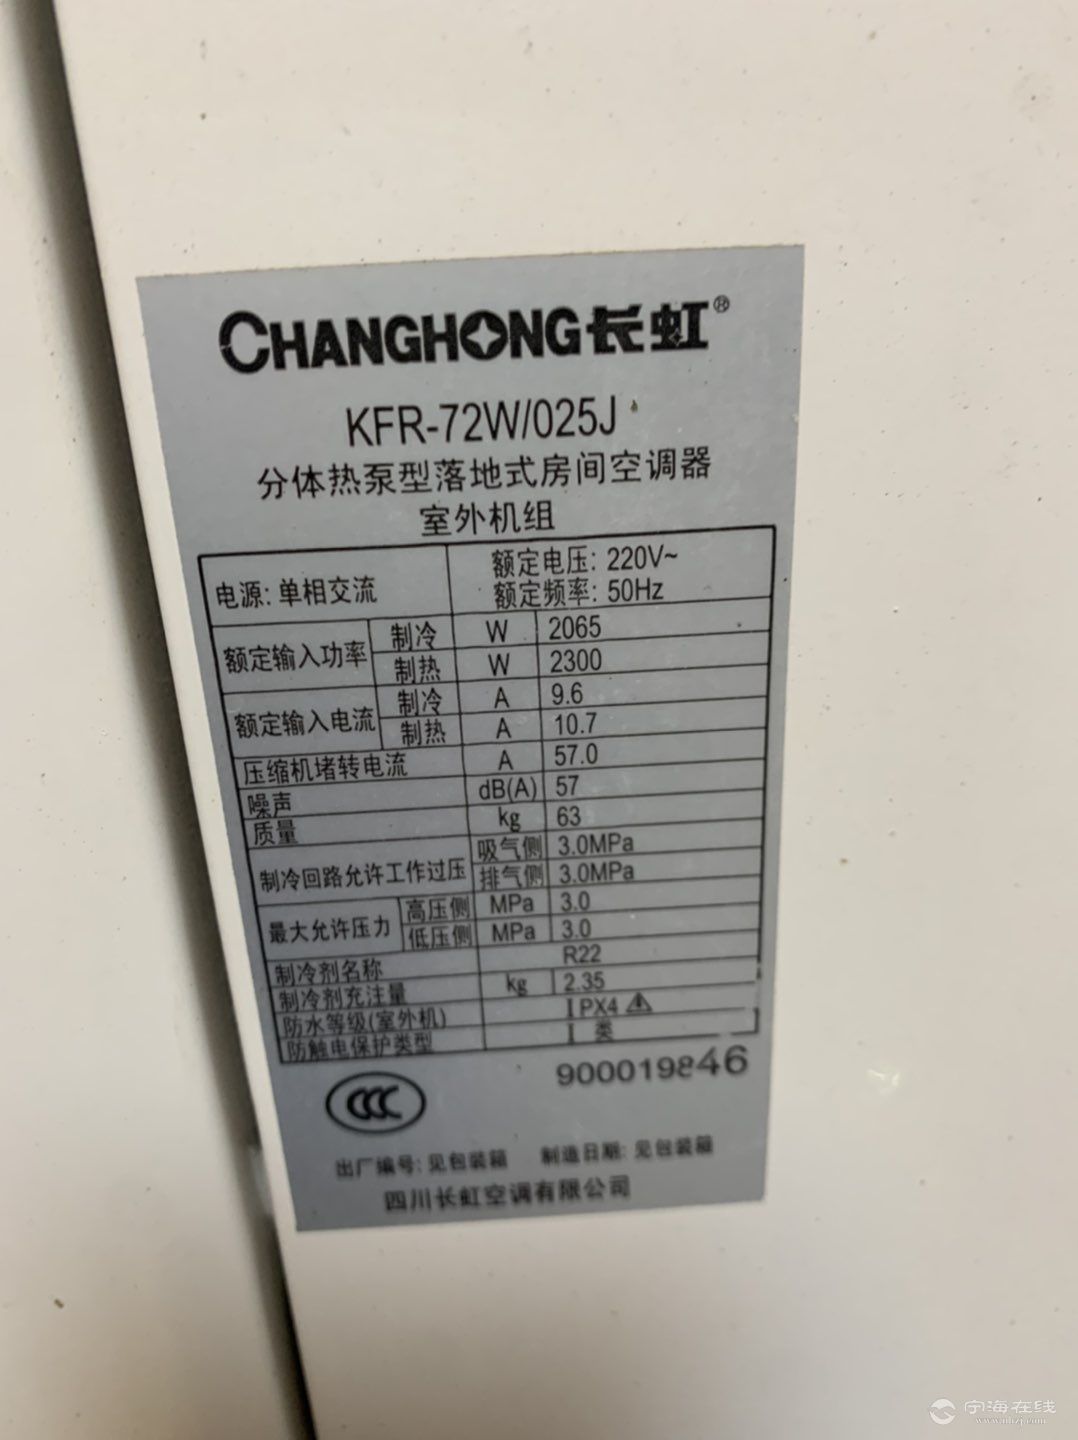 CHANGHONG长虹®
KFR-72W/025J
分体热泵型落地式房间空调器
室外机组
电源: 单相交流 额定电压: 220V~
额定频率: 50Hz
额定输入功率 制冷 W 2065
制热 W 2300
额定输入电流 制冷 A 9.6
制热 A 10.7
压缩机堵转电流 A 57.0
噪声 dB(A) 57
质量 kg 63
制冷回路允许工作过压 吸气侧 3.0MPa
排气侧 3.0MPa
最大允许压力 高压侧 MPa 3.0
低压侧 MPa 3.0
制冷剂名称 R22
制冷剂充注量 kg 2.35
防水等级(室外机) IPX4
防触电保护类型 I 类
900019846
CCC
出厂编号: 见包装箱 制造日期: 见包装箱
四川长虹空调有限公司
宁海在线
www.nhzj.com